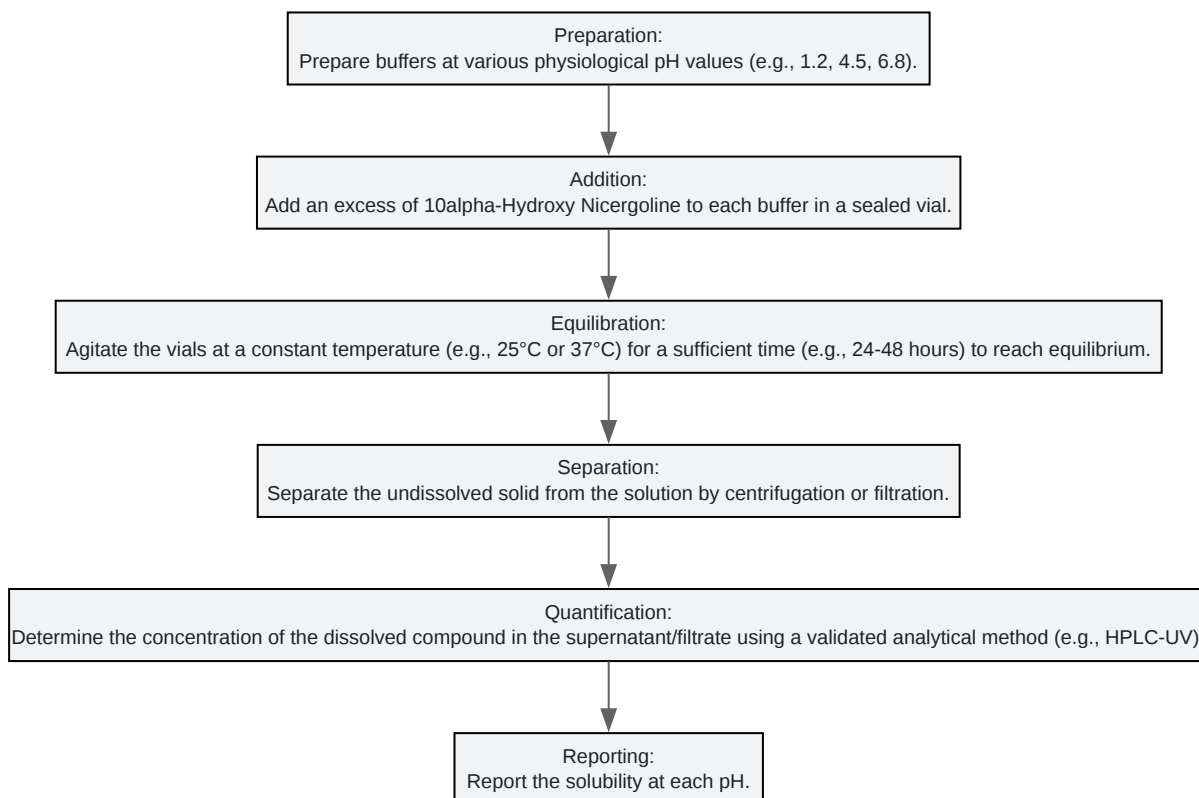 Preparation:
Prepare buffers at various physiological pH values (e.g., 1.2, 4.5, 6.8).
Addition:
Add an excess of 10alpha-Hydroxy Nicergoline to each buffer in a sealed vial.
Equilibration:
Agitate the vials at a constant temperature (e.g., 25°C or 37°C) for a sufficient time (e.g., 24-48 hours) to reach equilibrium.
Separation:
Separate the undissolved solid from the solution by centrifugation or filtration.
Quantification:
Determine the concentration of the dissolved compound in the supernatant/filtrate using a validated analytical method (e.g., HPLC-UV)
Reporting:
Report the solubility at each pH.